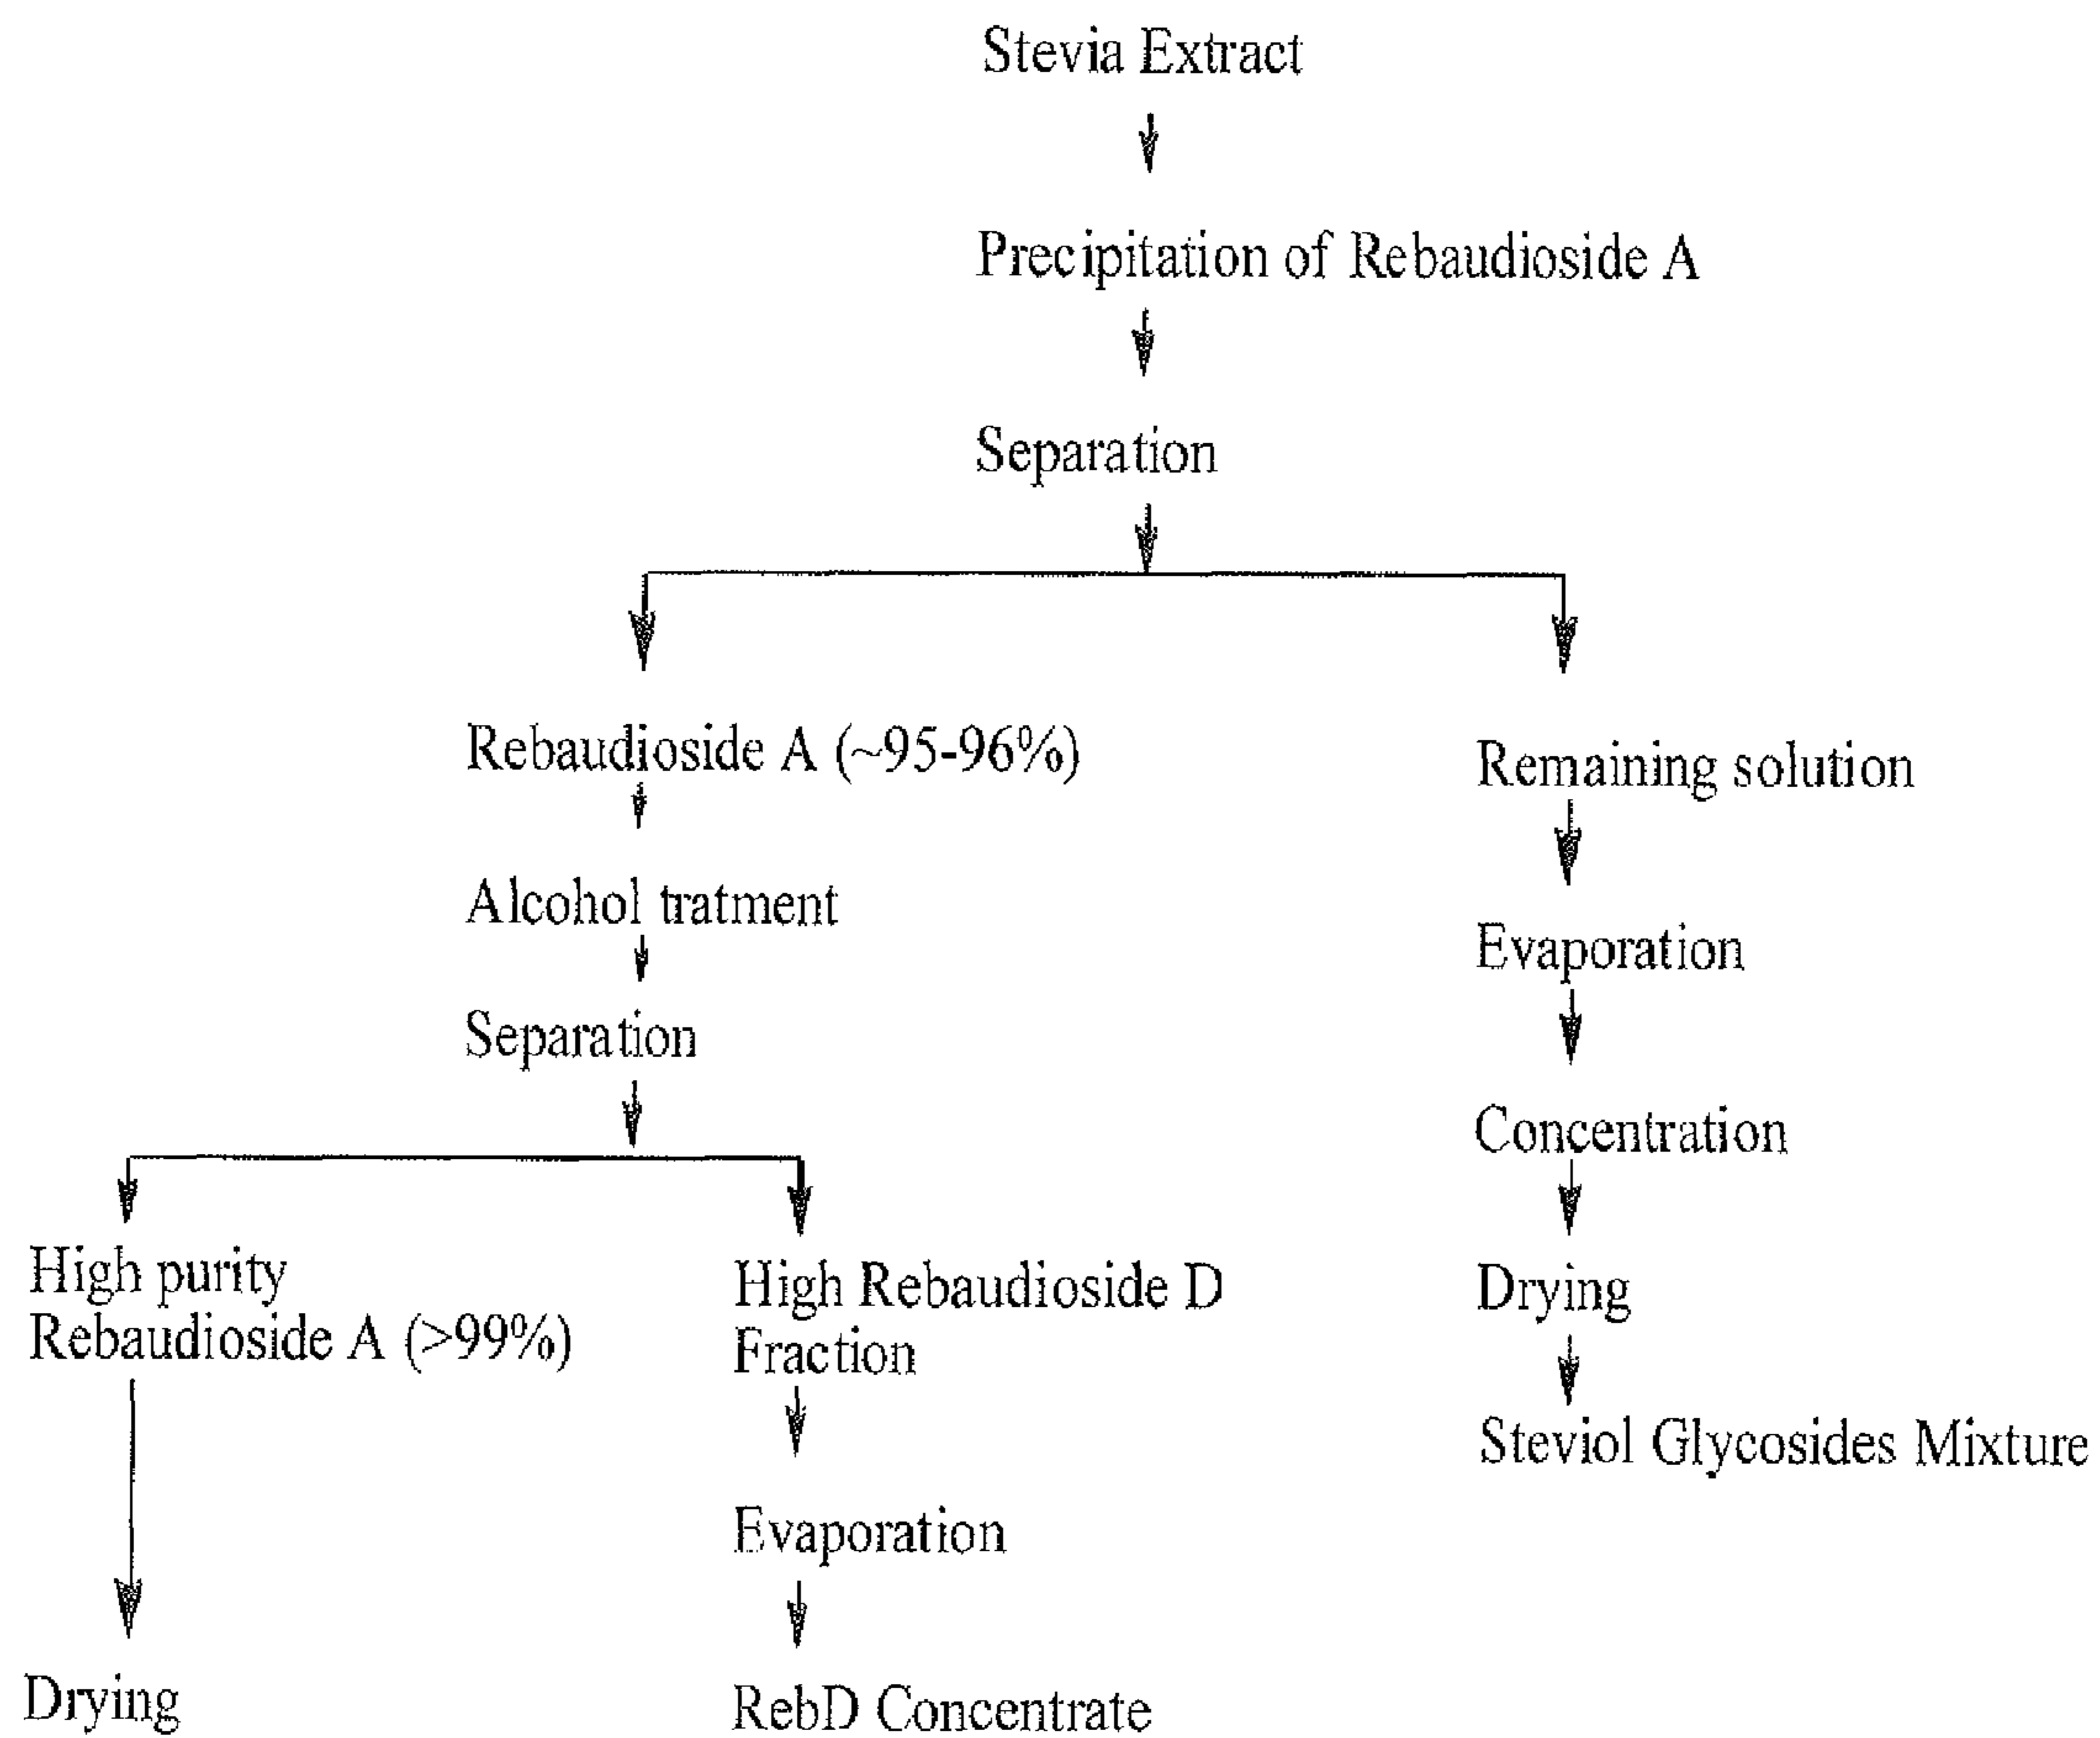 Stevia Extract
Precipitation of Rebaudioside A
Separation
Rebaudioside A (~95-96%)
Remaining solution
Alcohol tratment
Evaporation
Separation
Concentration
High purity
Rebaudioside A (>99%)
High Rebaudioside D
Fraction
Drying
Steviol Glycosides Mixture
Evaporation
Drying
RebD Concentrate